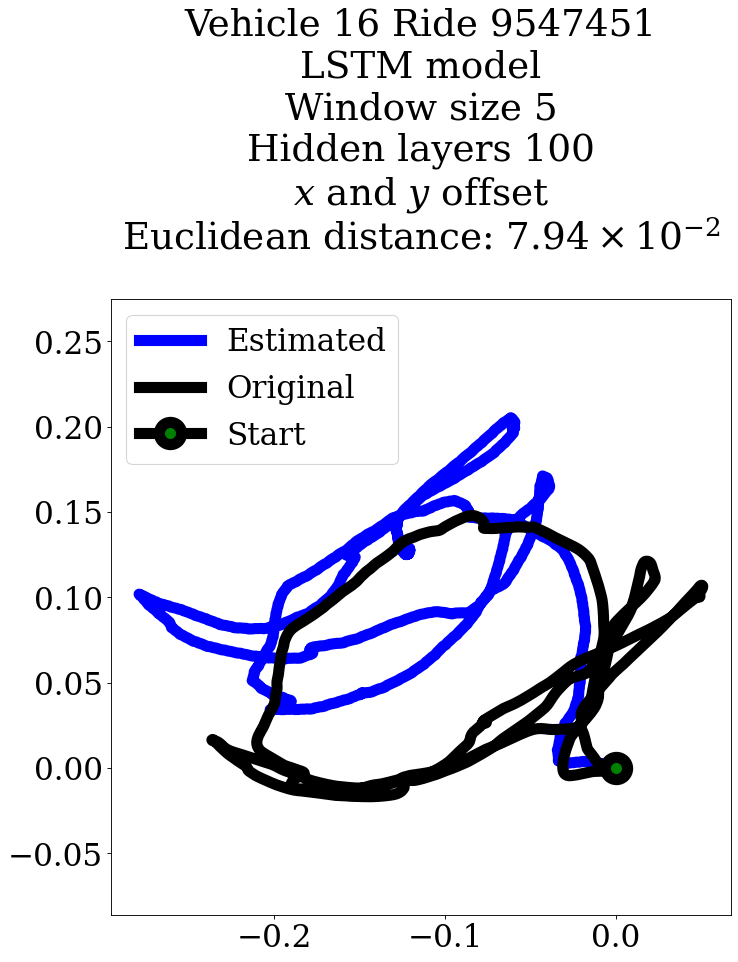 Vehicle 16 Ride 9547451
LSTM model
Window size 5
Hidden layers 100
x and y offset
Euclidean distance: 7.94 × 10⁻²
Estimated
Original
Start
0.25
0.20
0.15
0.10
0.05
0.00
−0.05
−0.2 −0.1 0.0